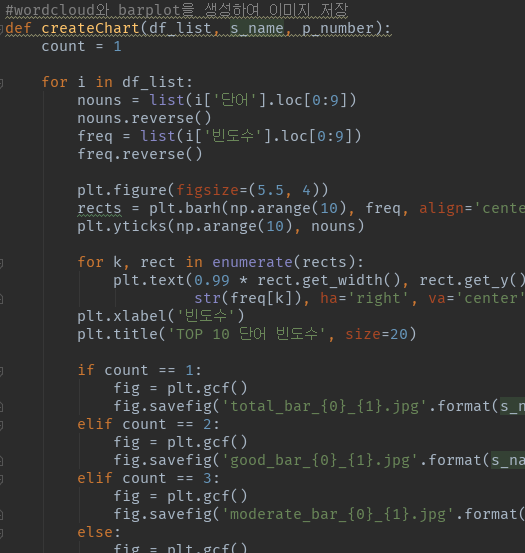 #wordcloud와 barplot을 생성하여 이미지 저장
def createChart(df_list, s_name, p_number):
    count = 1
    for i in df_list:
        nouns = list(i['단어'].loc[0:9])
        nouns.reverse()
        freq = list(i['빈도수'].loc[0:9])
        freq.reverse()
        plt.figure(figsize=(5.5, 4))
        rects = plt.barh(np.arange(10), freq, align='cente
        plt.yticks(np.arange(10), nouns)
        for k, rect in enumerate(rects):
            plt.text(0.99 * rect.get_width(), rect.get_y()
                     str(freq[k]), ha='right', va='center'
        plt.xlabel('빈도수')
        plt.title('TOP 10 단어 빈도수', size=20)
        if count == 1:
            fig = plt.gcf()
            fig.savefig('total_bar_{0}_{1}.jpg'.format(s_n
        elif count == 2:
            fig = plt.gcf()
            fig.savefig('good_bar_{0}_{1}.jpg'.format(s_na
        elif count == 3:
            fig = plt.gcf()
            fig.savefig('moderate_bar_{0}_{1}.jpg'.format(
        else:
            fig = plt.gcf()